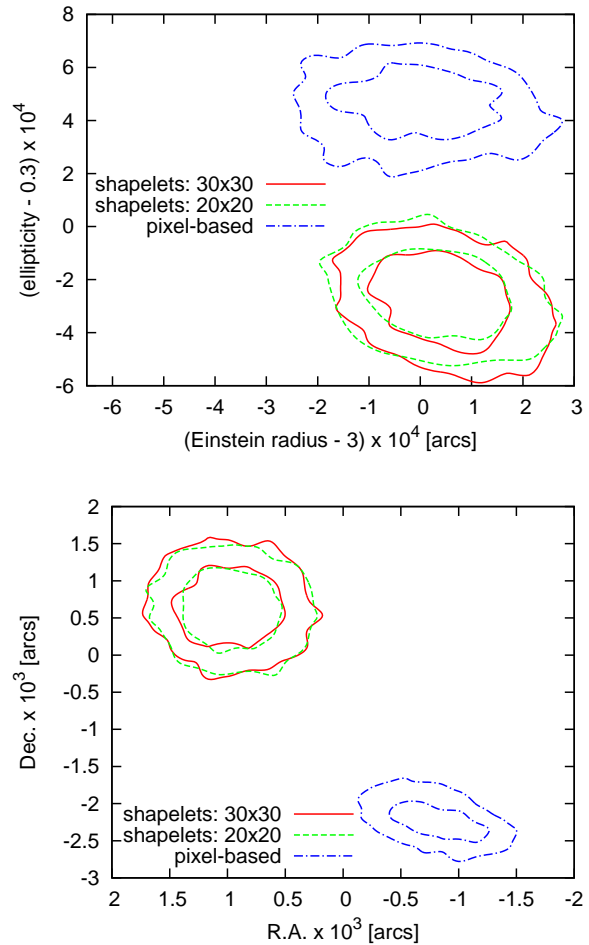 8
6
4
2
0
-2
-4
-6
(ellipticity - 0.3) x 10^4
shapelets: 30x30
shapelets: 20x20
pixel-based
-6 -5 -4 -3 -2 -1 0 1 2 3
(Einstein radius - 3) x 10^4 [arcs]
2
1.5
1
0.5
0
-0.5
-1
-1.5
-2
-2.5
-3
Dec. x 10^3 [arcs]
shapelets: 30x30
shapelets: 20x20
pixel-based
2 1.5 1 0.5 0 -0.5 -1 -1.5 -2
R.A. x 10^3 [arcs]